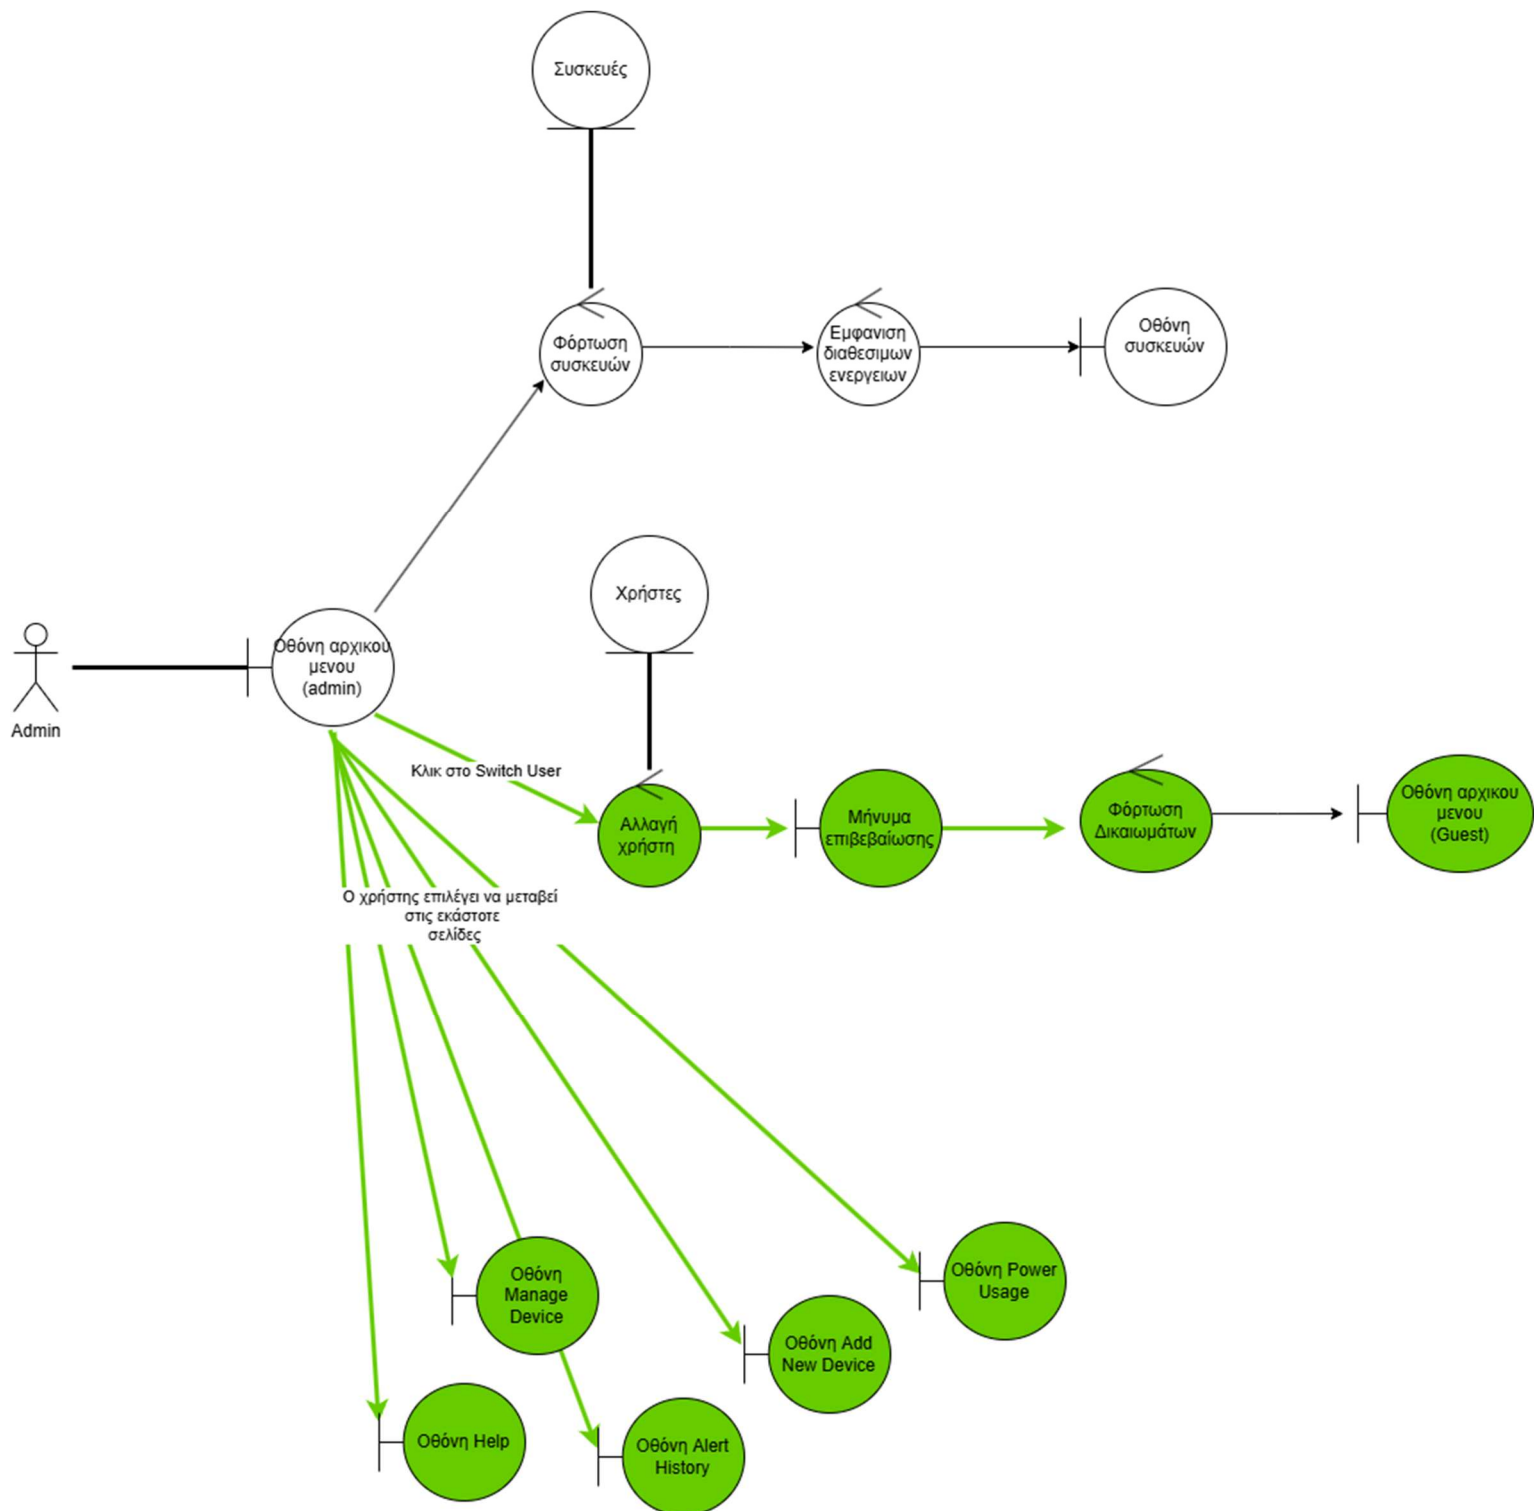 Συσκευές
Φόρτωση
συσκευών
Εμφανιση
διαθεσιμων
ενεργειων
Οθόνη
συσκευών
Χρήστες
Οθόνη αρχικου
μενου
(admin)
Admin
Κλικ στο Switch User
Αλλαγή
χρήστη
Μήνυμα
επιβεβαίωσης
Φόρτωση
Δικαιωμάτων
Οθόνη αρχικου
μενου
(Guest)
Ο χρήστης επιλέγει να μεταβεί
στις εκάστοτε
σελίδες
Οθόνη
Manage
Device
Οθόνη Power
Usage
Οθόνη Add
New Device
Οθόνη Help
Οθόνη Alert
History